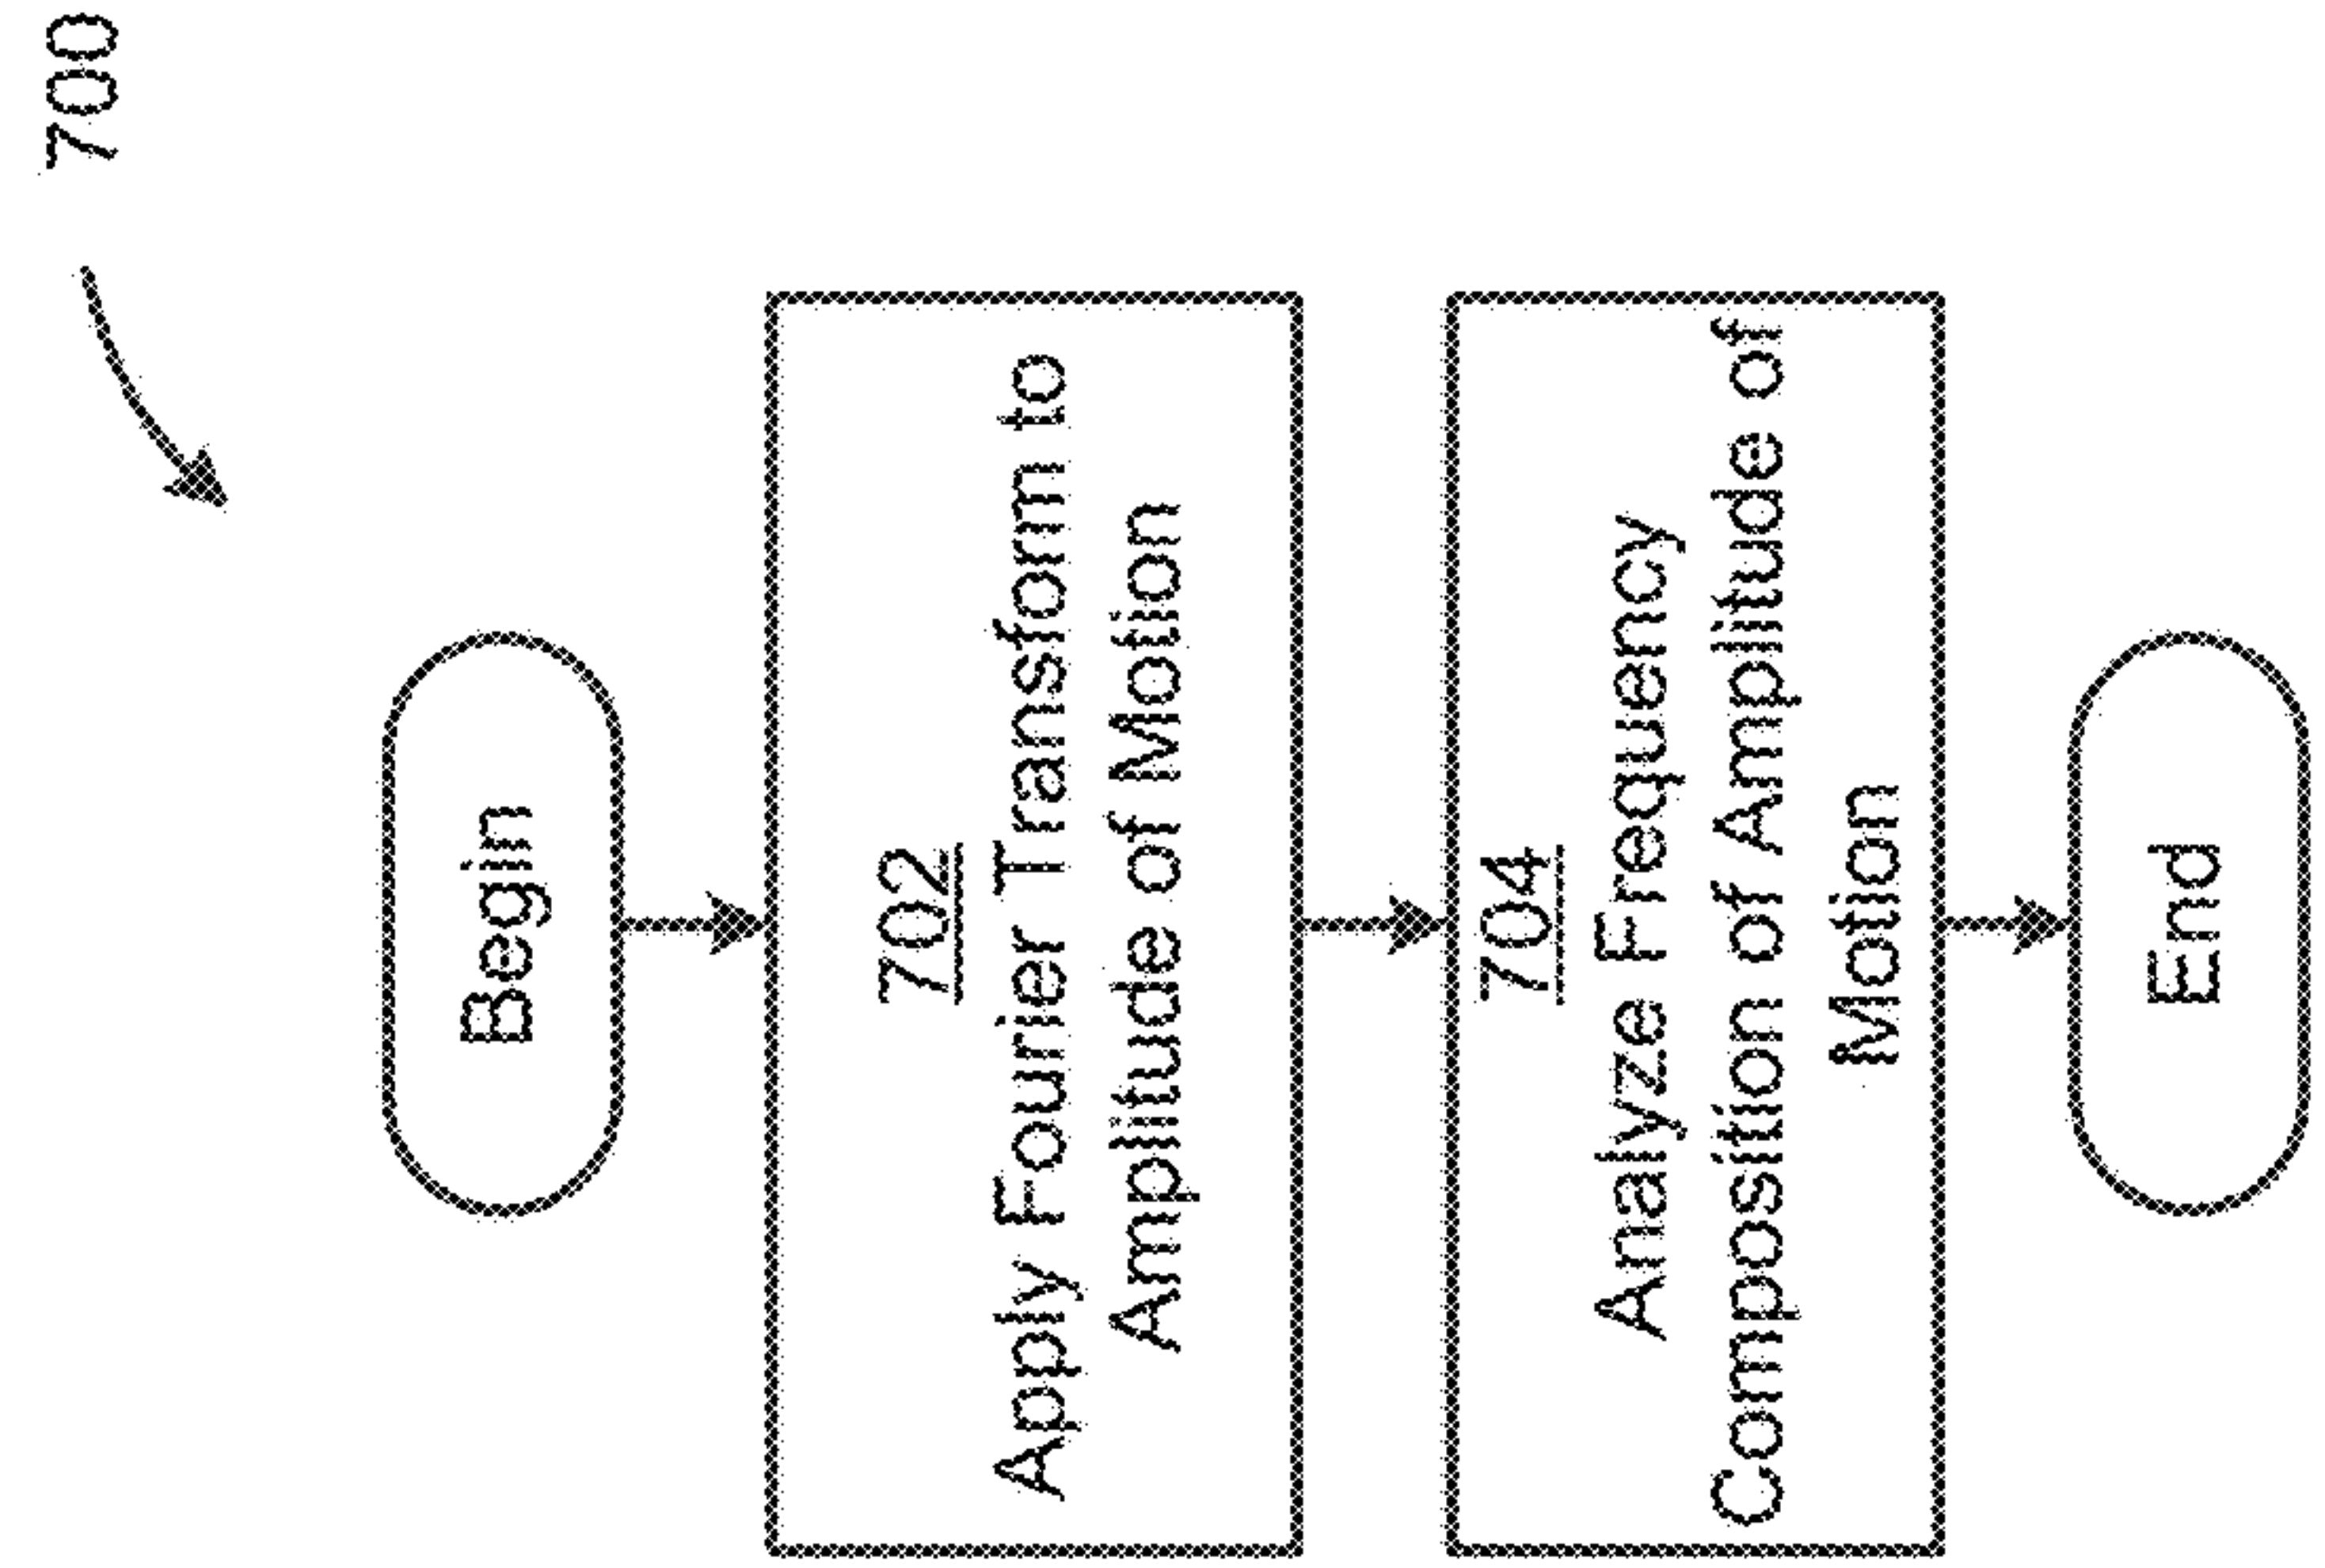 700
Begin
702
Apply Fourier Transform to
Amplitude of Motion
704
Analyze Frequency
Composition of Amplitude of
Motion
End